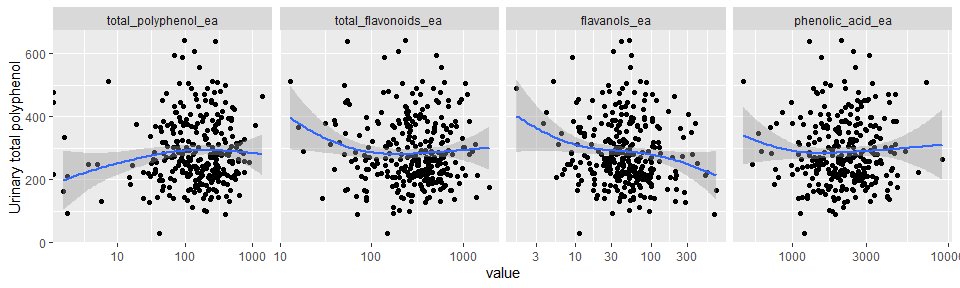 total_polyphenol_ea total_flavonoids_ea flavanols_ea phenolic_acid_ea
Urinary total polyphenol
600
400
200
0
10 100 1000 10 100 1000 3 10 30 100 300 1000 3000 10000
value